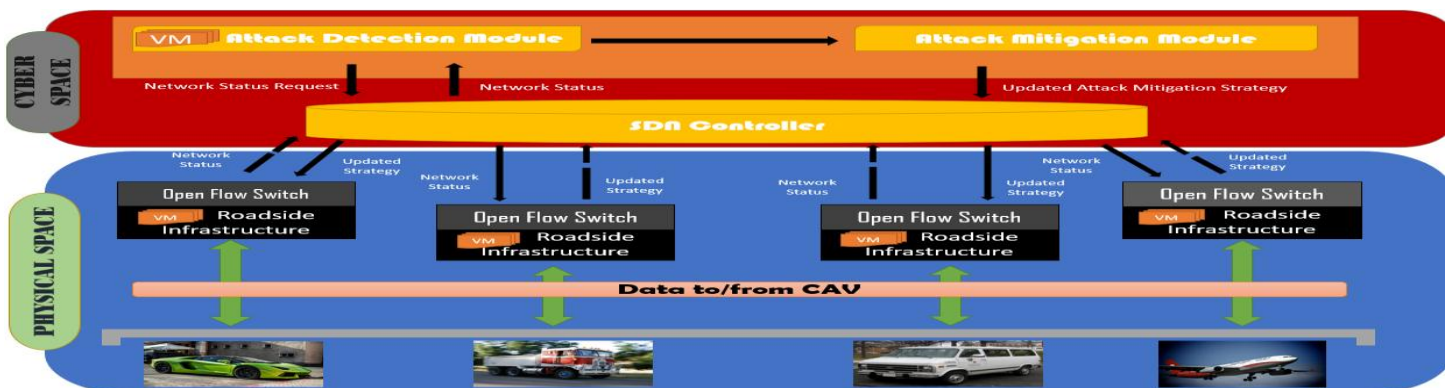 CYBER
SPACE
VM Attack Detection Module
Attack Mitigation Module
Network Status Request
Network Status
Updated Attack Mitigation Strategy
SDN Controller
Network
Status
Updated
Strategy
Network
Status
Updated
Strategy
Network
Status
Updated
Strategy
Network
Status
Updated
Strategy
PHYSICAL SPACE
Open Flow Switch
VM Roadside
Infrastructure
Open Flow Switch
VM Roadside
Infrastructure
Open Flow Switch
VM Roadside
Infrastructure
Open Flow Switch
VM Roadside
Infrastructure
Data to/from CAV